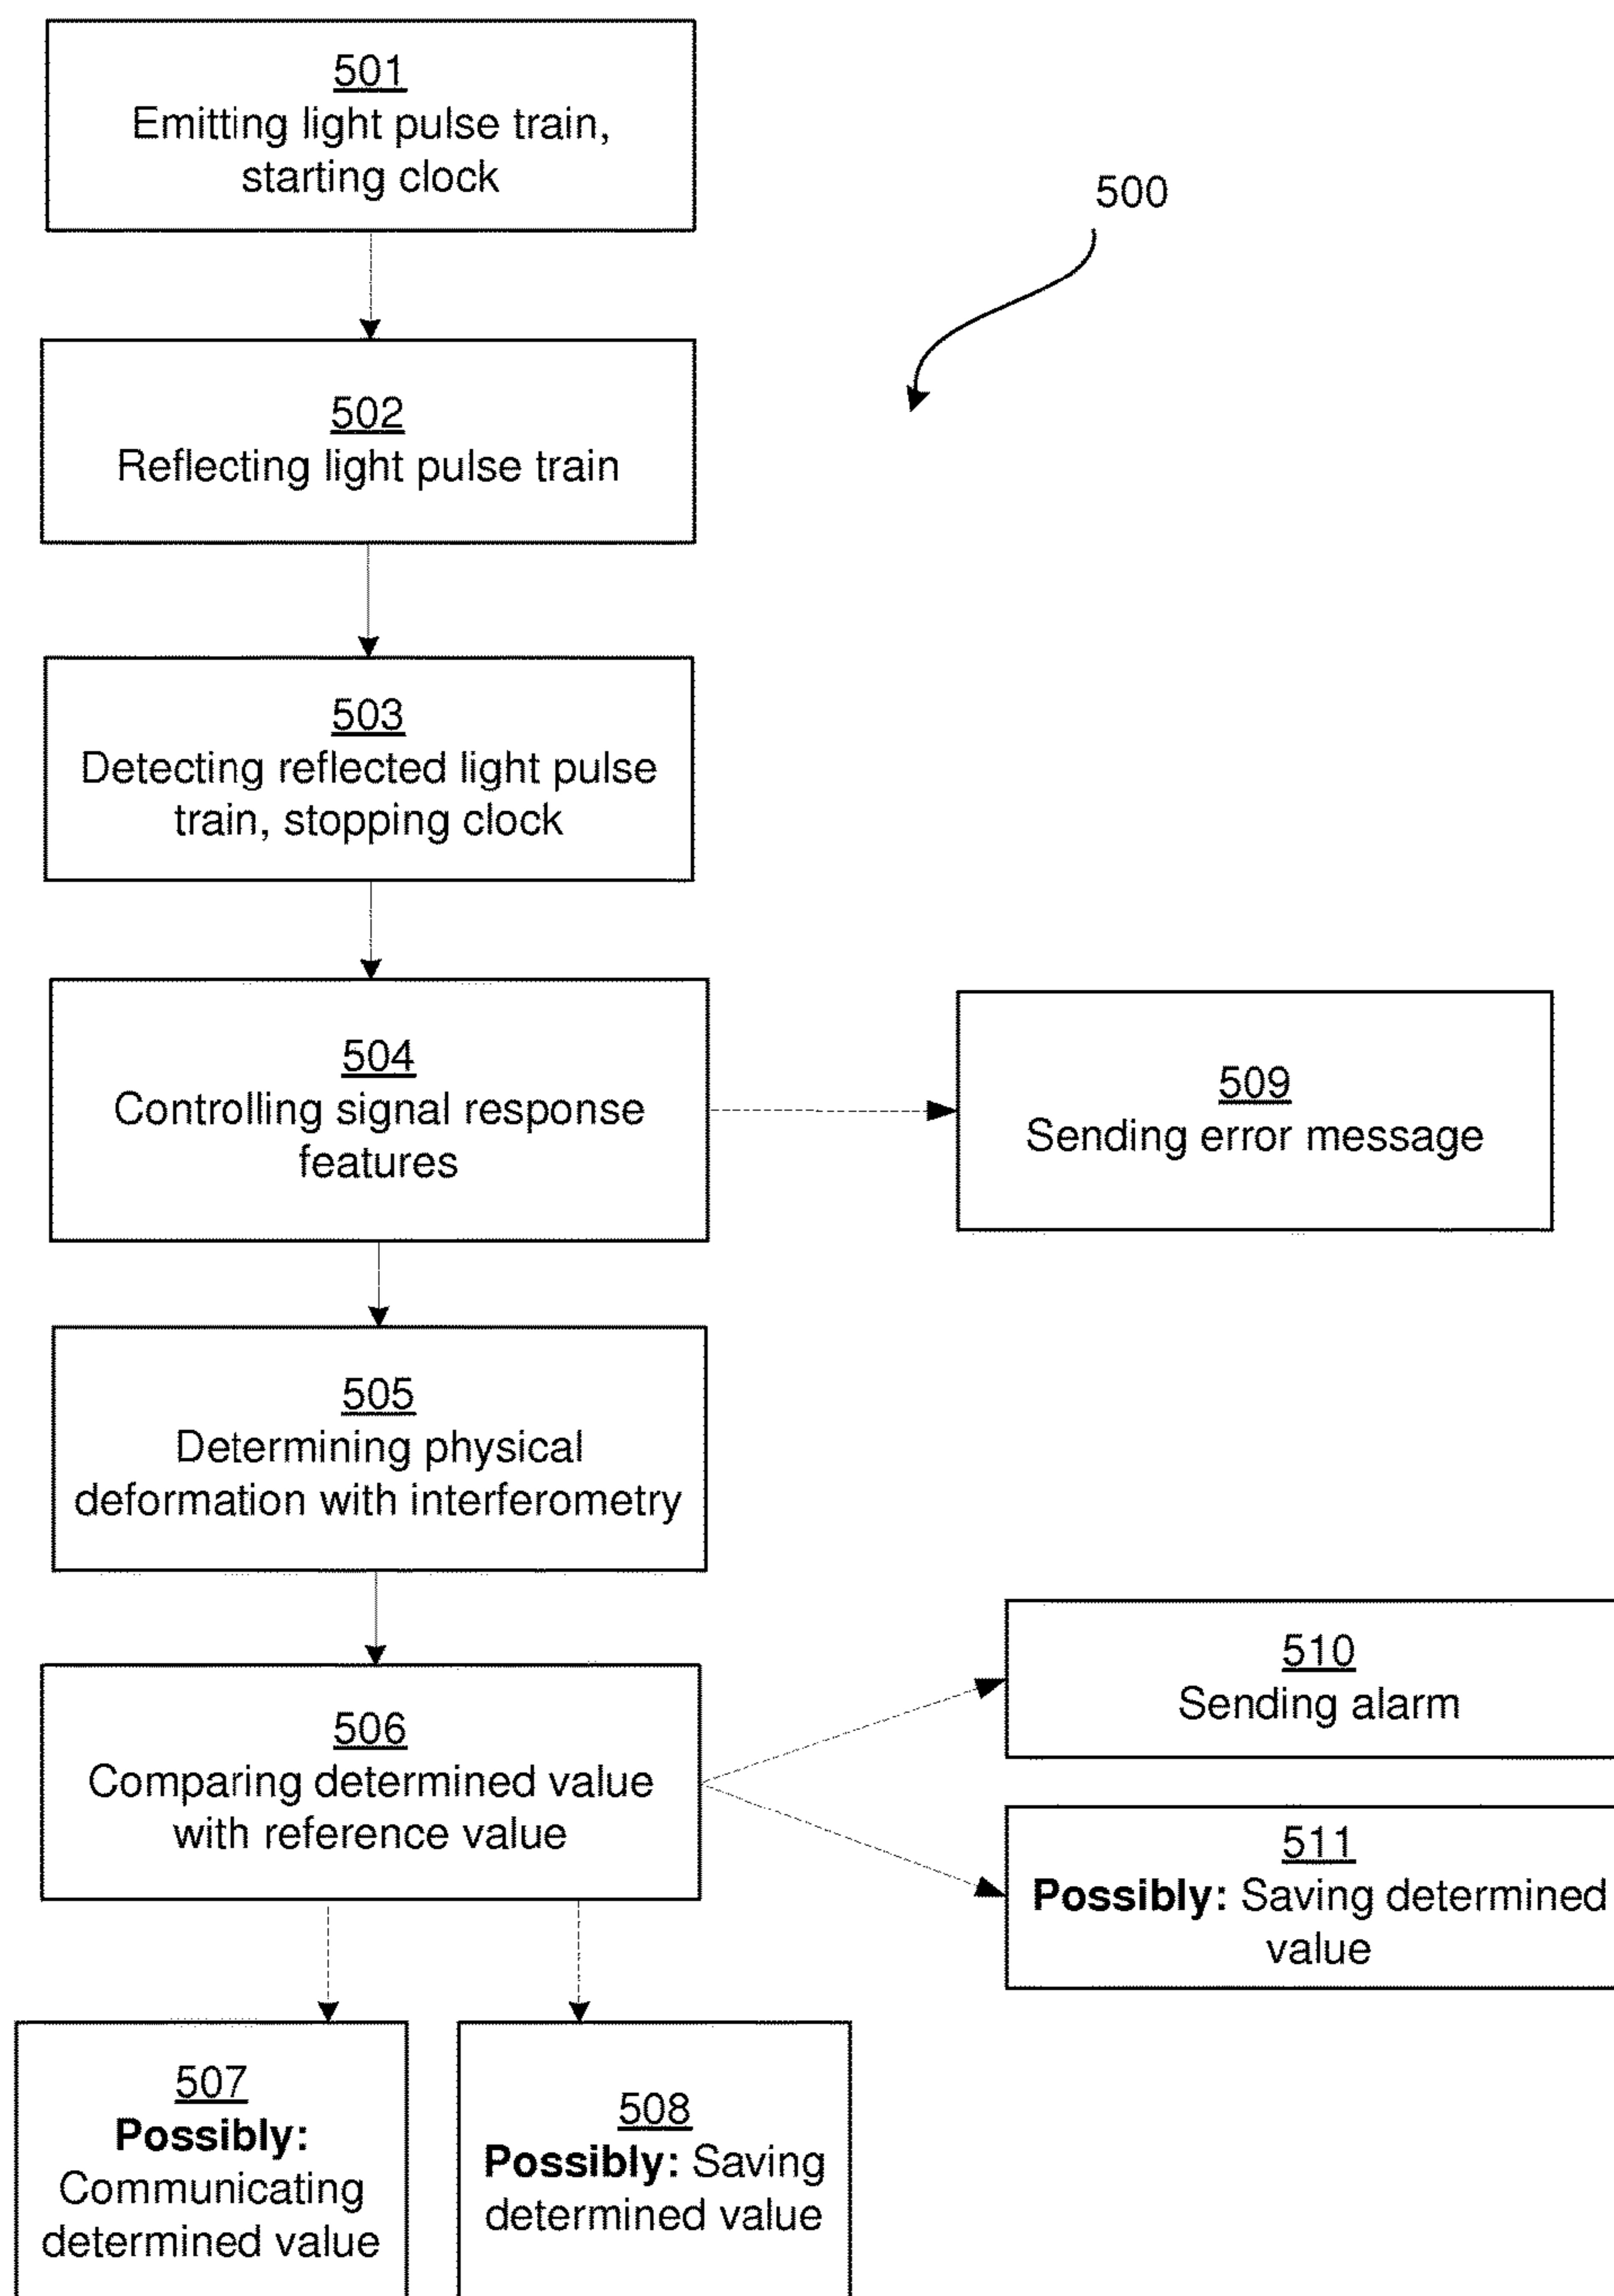 501
Emitting light pulse train,
starting clock
500
502
Reflecting light pulse train
503
Detecting reflected light pulse
train, stopping clock
504
Controlling signal response
features
509
Sending error message
505
Determining physical
deformation with interferometry
506
Comparing determined value
with reference value
510
Sending alarm
511
Possibly: Saving determined
value
507
Possibly:
Communicating
determined value
508
Possibly: Saving
determined value